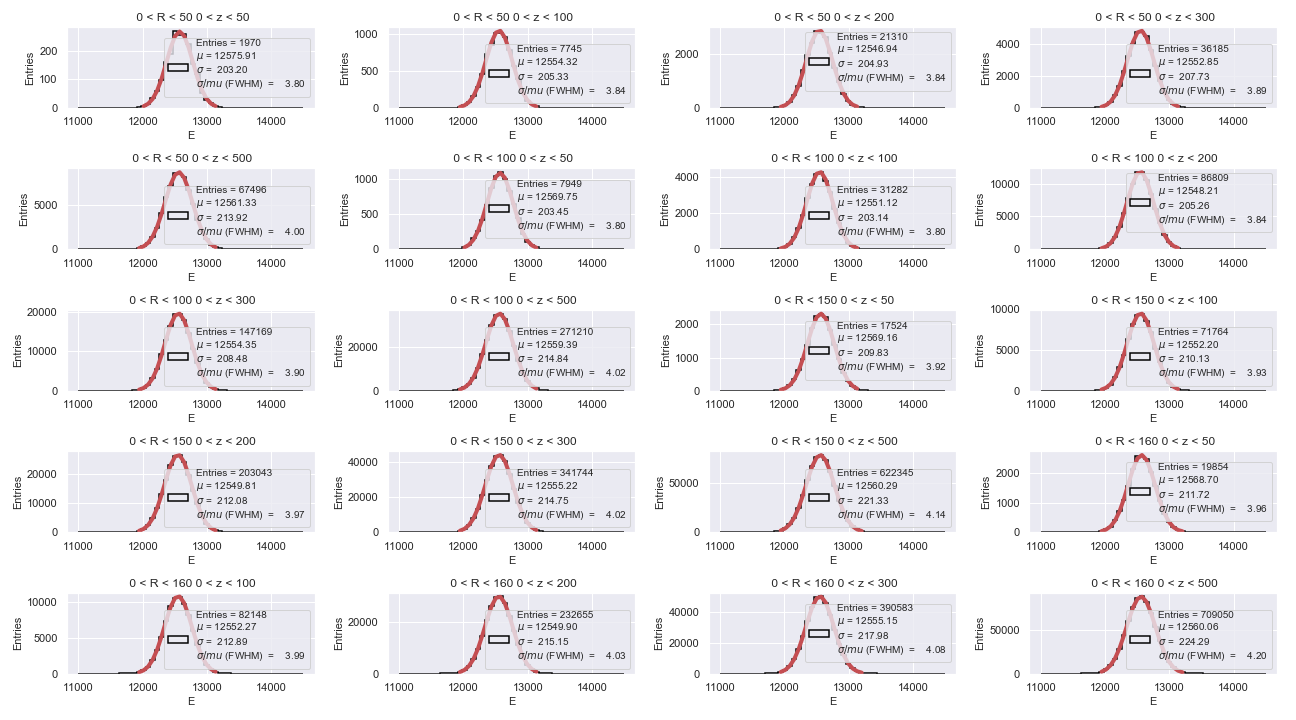 0 < R < 50 0 < z < 50
Entries
200
100
0
Entries = 1970
μ = 12575.91
σ = 203.20
σ/mu (FWHM) = 3.80
11000 12000 13000 14000
E
0 < R < 50 0 < z < 100
Entries
1000
500
0
Entries = 7745
μ = 12554.32
σ = 205.33
σ/mu (FWHM) = 3.84
11000 12000 13000 14000
E
0 < R < 50 0 < z < 200
Entries
2000
0
Entries = 21310
μ = 12546.94
σ = 204.93
σ/mu (FWHM) = 3.84
11000 12000 13000 14000
E
0 < R < 50 0 < z < 300
Entries
4000
2000
0
Entries = 36185
μ = 12552.85
σ = 207.73
σ/mu (FWHM) = 3.89
11000 12000 13000 14000
E
0 < R < 50 0 < z < 500
Entries
5000
0
Entries = 67496
μ = 12561.33
σ = 213.92
σ/mu (FWHM) = 4.00
11000 12000 13000 14000
E
0 < R < 100 0 < z < 50
Entries
1000
500
0
Entries = 7949
μ = 12569.75
σ = 203.45
σ/mu (FWHM) = 3.80
11000 12000 13000 14000
E
0 < R < 100 0 < z < 100
Entries
4000
2000
0
Entries = 31282
μ = 12551.12
σ = 203.14
σ/mu (FWHM) = 3.80
11000 12000 13000 14000
E
0 < R < 100 0 < z < 200
Entries
10000
5000
0
Entries = 86809
μ = 12548.21
σ = 205.26
σ/mu (FWHM) = 3.84
11000 12000 13000 14000
E
0 < R < 100 0 < z < 300
Entries
20000
10000
0
Entries = 147169
μ = 12554.35
σ = 208.48
σ/mu (FWHM) = 3.90
11000 12000 13000 14000
E
0 < R < 100 0 < z < 500
Entries
20000
0
Entries = 271210
μ = 12559.39
σ = 214.84
σ/mu (FWHM) = 4.02
11000 12000 13000 14000
E
0 < R < 150 0 < z < 50
Entries
2000
1000
0
Entries = 17524
μ = 12569.16
σ = 209.83
σ/mu (FWHM) = 3.92
11000 12000 13000 14000
E
0 < R < 150 0 < z < 100
Entries
10000
5000
0
Entries = 71764
μ = 12552.20
σ = 210.13
σ/mu (FWHM) = 3.93
11000 12000 13000 14000
E
0 < R < 150 0 < z < 200
Entries
20000
10000
0
Entries = 203043
μ = 12549.81
σ = 212.08
σ/mu (FWHM) = 3.97
11000 12000 13000 14000
E
0 < R < 150 0 < z < 300
Entries
40000
20000
0
Entries = 341744
μ = 12555.22
σ = 214.75
σ/mu (FWHM) = 4.02
11000 12000 13000 14000
E
0 < R < 150 0 < z < 500
Entries
50000
0
Entries = 622345
μ = 12560.29
σ = 221.33
σ/mu (FWHM) = 4.14
11000 12000 13000 14000
E
0 < R < 160 0 < z < 50
Entries
2000
1000
0
Entries = 19854
μ = 12568.70
σ = 211.72
σ/mu (FWHM) = 3.96
11000 12000 13000 14000
E
0 < R < 160 0 < z < 100
Entries
10000
5000
0
Entries = 82148
μ = 12552.27
σ = 212.89
σ/mu (FWHM) = 3.99
11000 12000 13000 14000
E
0 < R < 160 0 < z < 200
Entries
20000
0
Entries = 232655
μ = 12549.90
σ = 215.15
σ/mu (FWHM) = 4.03
11000 12000 13000 14000
E
0 < R < 160 0 < z < 300
Entries
40000
20000
0
Entries = 390583
μ = 12555.15
σ = 217.98
σ/mu (FWHM) = 4.08
11000 12000 13000 14000
E
0 < R < 160 0 < z < 500
Entries
50000
0
Entries = 709050
μ = 12560.06
σ = 224.29
σ/mu (FWHM) = 4.20
11000 12000 13000 14000
E